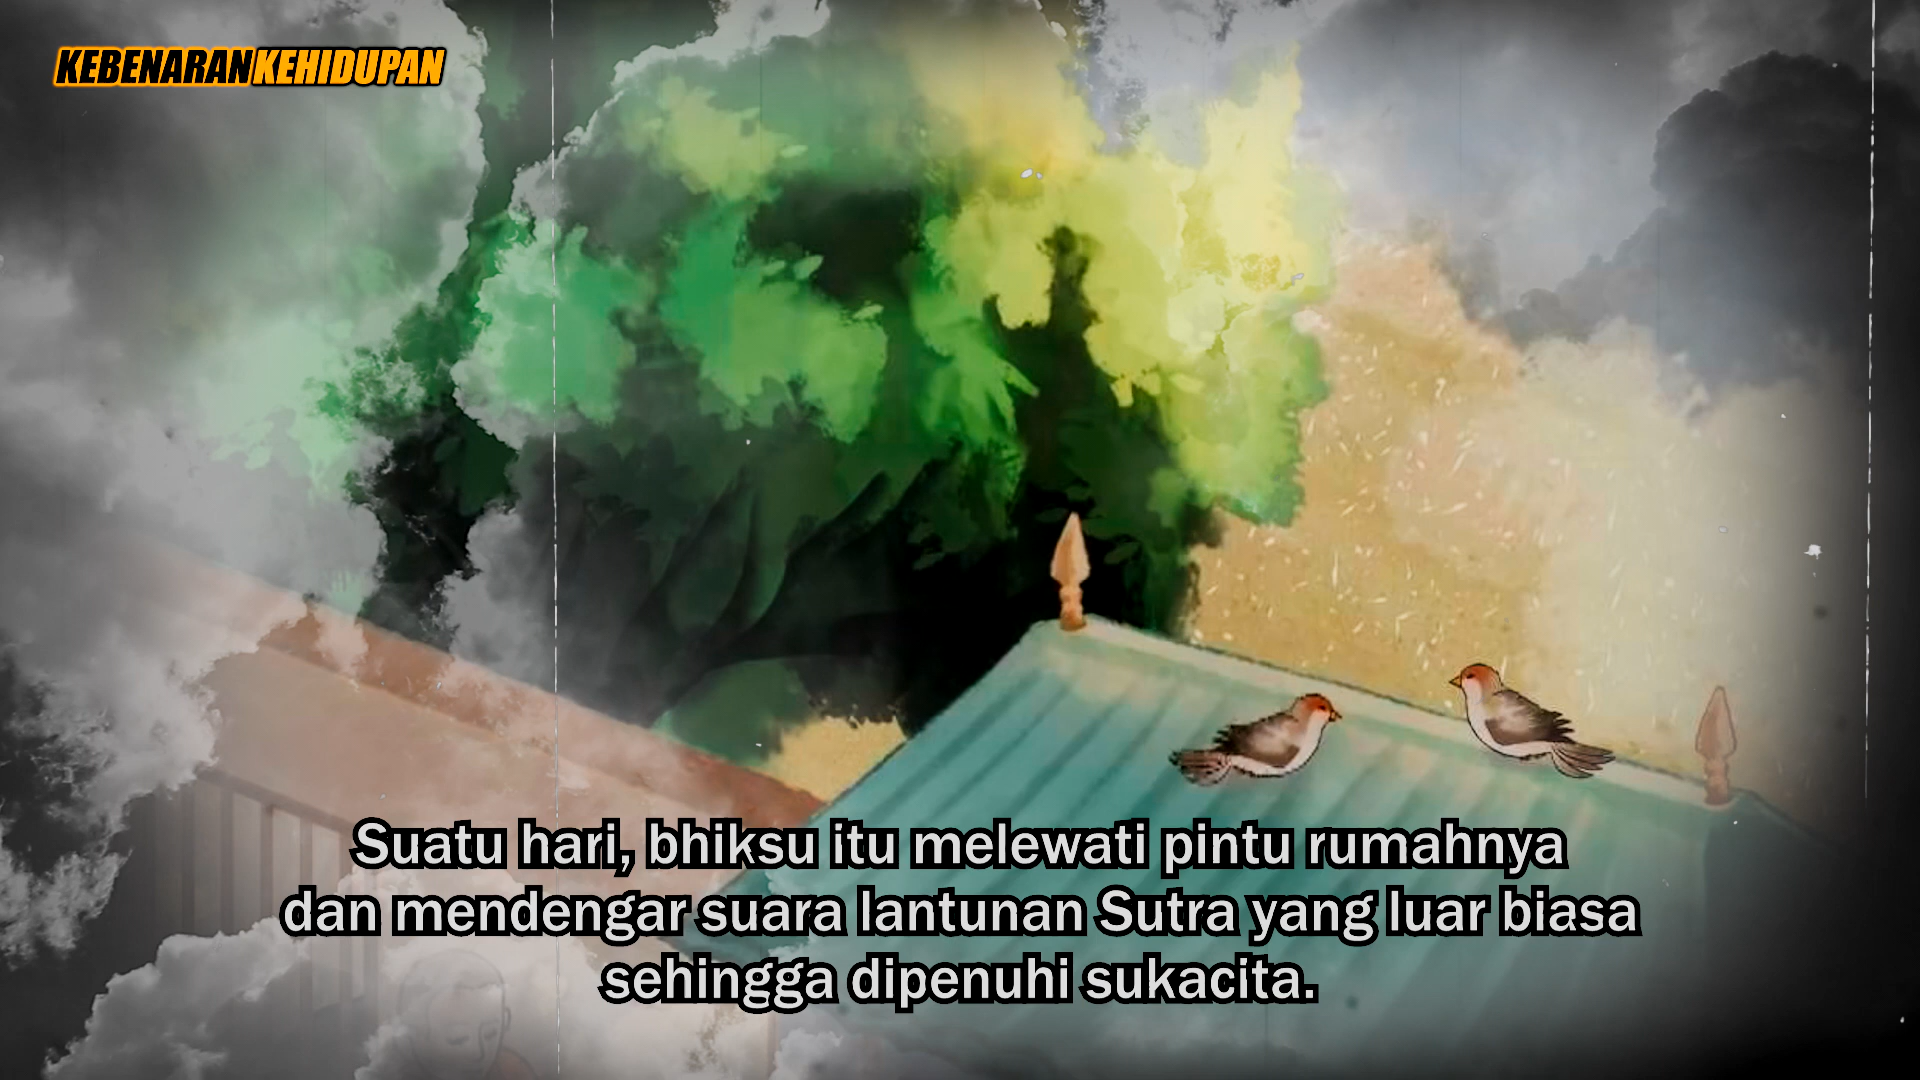 KEBENARANKEHIDUPAN
Suatu hari, bhiksu itu melewati pintu rumahnya
dan mendengar suara lantunan Sutra yang luar biasa
sehingga dipenuhi sukacita.